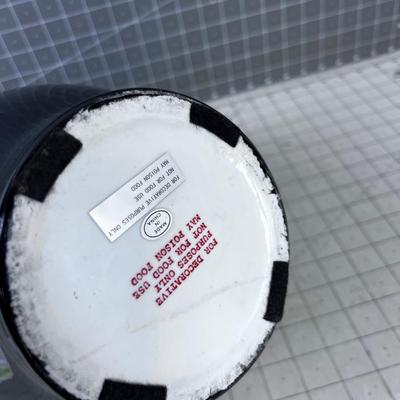 FOR DECORATIVE PURPOSES ONLY
NOT FOR FOOD USE
MAY POISON FOOD
MADE
IN
CHINA
FOR DECORATIVE
PURPOSES ONLY
NOT FOR FOOD USE
MAY POISON FOOD